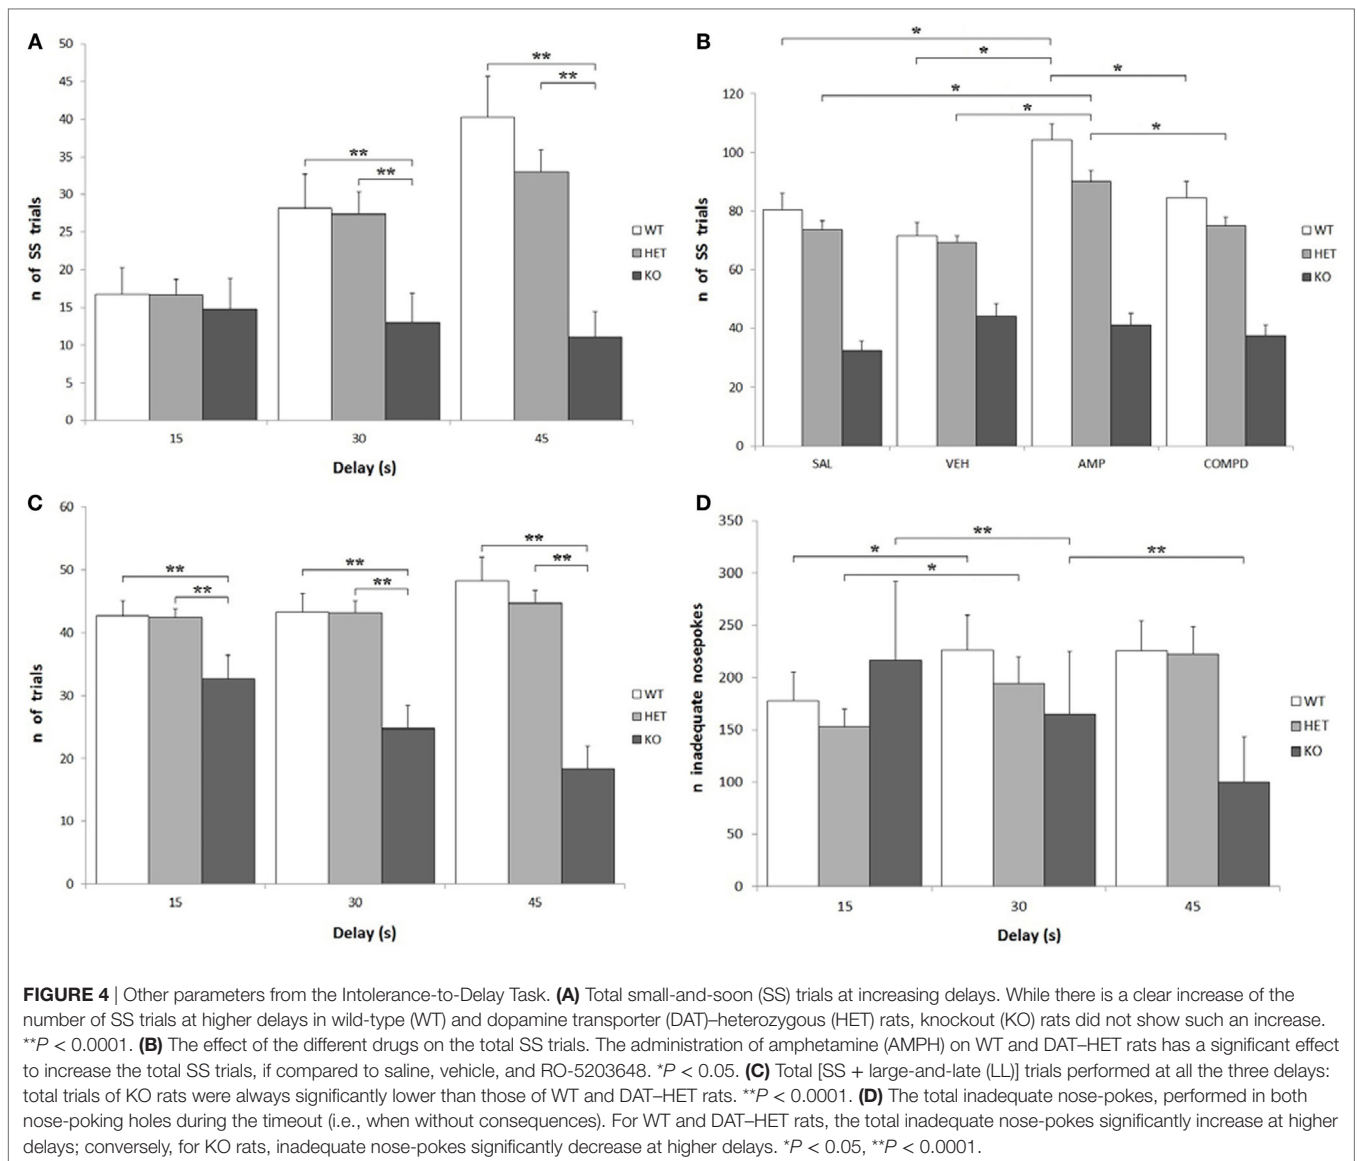 A
50
45
40
35
30
25
20
15
10
5
0
n of SS trials
** 
**
**
**
15
30
45
Delay (s)
WT
HET
KO
B
120
100
80
60
40
20
0
n of SS trials
*
*
*
*
*
*
SAL
VEH
AMP
COMPD
WT
HET
KO
C
60
50
40
30
20
10
0
n of trials
**
**
**
**
**
**
15
30
45
Delay (s)
WT
HET
KO
D
350
300
250
200
150
100
50
0
n inadequate nosepokes
**
*
**
*
15
30
45
Delay (s)
WT
HET
KO
FIGURE 4 | Other parameters from the Intolerance-to-Delay Task. (A) Total small-and-soon (SS) trials at increasing delays. While there is a clear increase of the
number of SS trials at higher delays in wild-type (WT) and dopamine transporter (DAT)–heterozygous (HET) rats, knockout (KO) rats did not show such an increase.
**P < 0.0001. (B) The effect of the different drugs on the total SS trials. The administration of amphetamine (AMPH) on WT and DAT–HET rats has a significant effect
to increase the total SS trials, if compared to saline, vehicle, and RO-5203648. *P < 0.05. (C) Total [SS + large-and-late (LL)] trials performed at all the three delays:
total trials of KO rats were always significantly lower than those of WT and DAT–HET rats. **P < 0.0001. (D) The total inadequate nose-pokes, performed in both
nose-poking holes during the timeout (i.e., when without consequences). For WT and DAT–HET rats, the total inadequate nose-pokes significantly increase at higher
delays; conversely, for KO rats, inadequate nose-pokes significantly decrease at higher delays. *P < 0.05, **P < 0.0001.